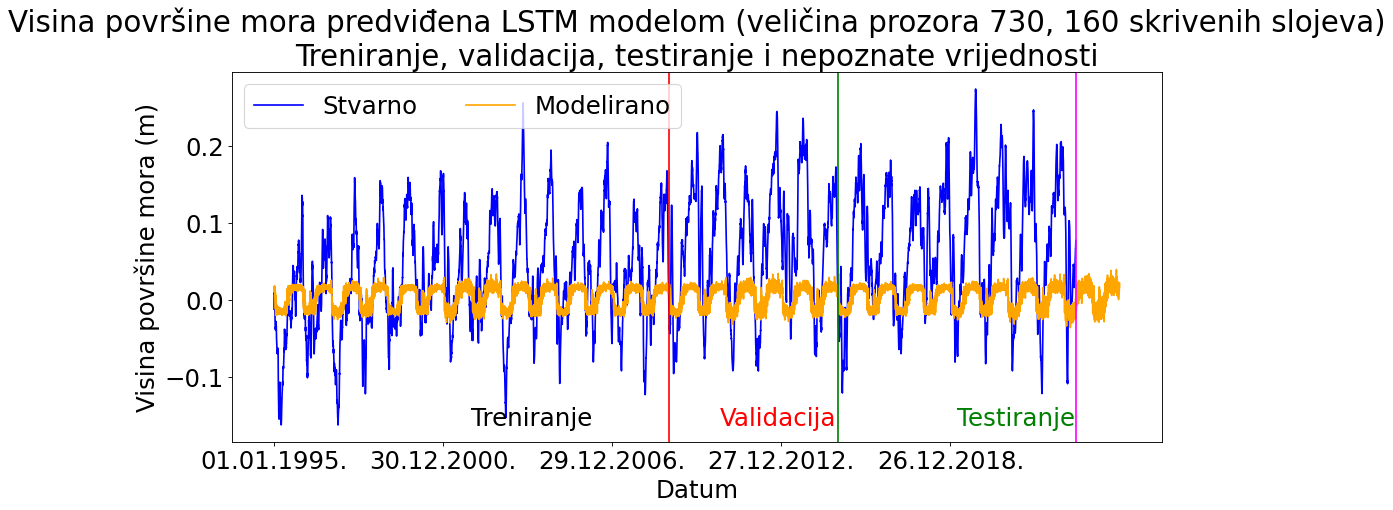 Visina površine mora predviđena LSTM modelom (veličina prozora 730, 160 skrivenih slojeva)
Treniranje, validacija, testiranje i nepoznate vrijednosti
Stvarno
Modelirano
Visina površine mora (m)
0.2
0.1
0.0
−0.1
Treniranje
Validacija
Testiranje
01.01.1995.
30.12.2000.
29.12.2006.
27.12.2012.
26.12.2018.
Datum